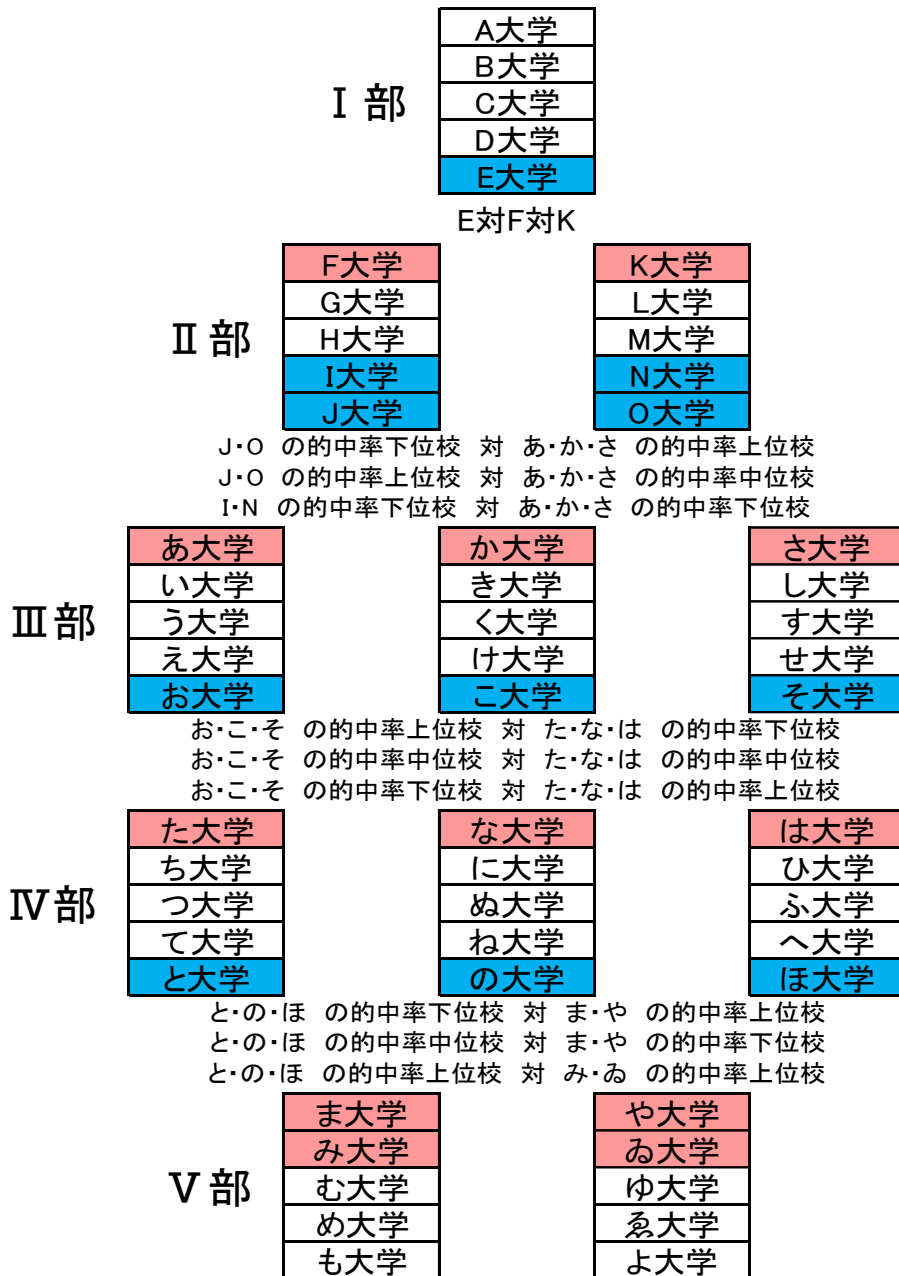 A大学
B大学
Ⅰ部
C大学
D大学
E大学
E対F対K
F大学 K大学
G大学 L大学
Ⅱ部 H大学 M大学
I大学 N大学
J大学 O大学
J・O の的中率下位校 対 あ・か・さ の的中率上位校
J・O の的中率上位校 対 あ・か・さ の的中率中位校
I・N の的中率下位校 対 あ・か・さ の的中率下位校
あ大学 か大学 さ大学
い大学 き大学 し大学
Ⅲ部 う大学 く大学 す大学
え大学 け大学 せ大学
お大学 こ大学 そ大学
お・こ・そ の的中率上位校 対 た・な・は の的中率下位校
お・こ・そ の的中率中位校 対 た・な・は の的中率中位校
お・こ・そ の的中率下位校 対 た・な・は の的中率上位校
た大学 な大学 は大学
ち大学 に大学 ひ大学
Ⅳ部 つ大学 ぬ大学 ふ大学
て大学 ね大学 へ大学
と大学 の大学 ほ大学
と・の・ほ の的中率下位校 対 ま・や の的中率上位校
と・の・ほ の的中率中位校 対 ま・や の的中率下位校
と・の・ほ の的中率上位校 対 み・ゐ の的中率上位校
ま大学 や大学
み大学 ゐ大学
Ⅴ部 む大学 ゆ大学
め大学 ゑ大学
も大学 よ大学